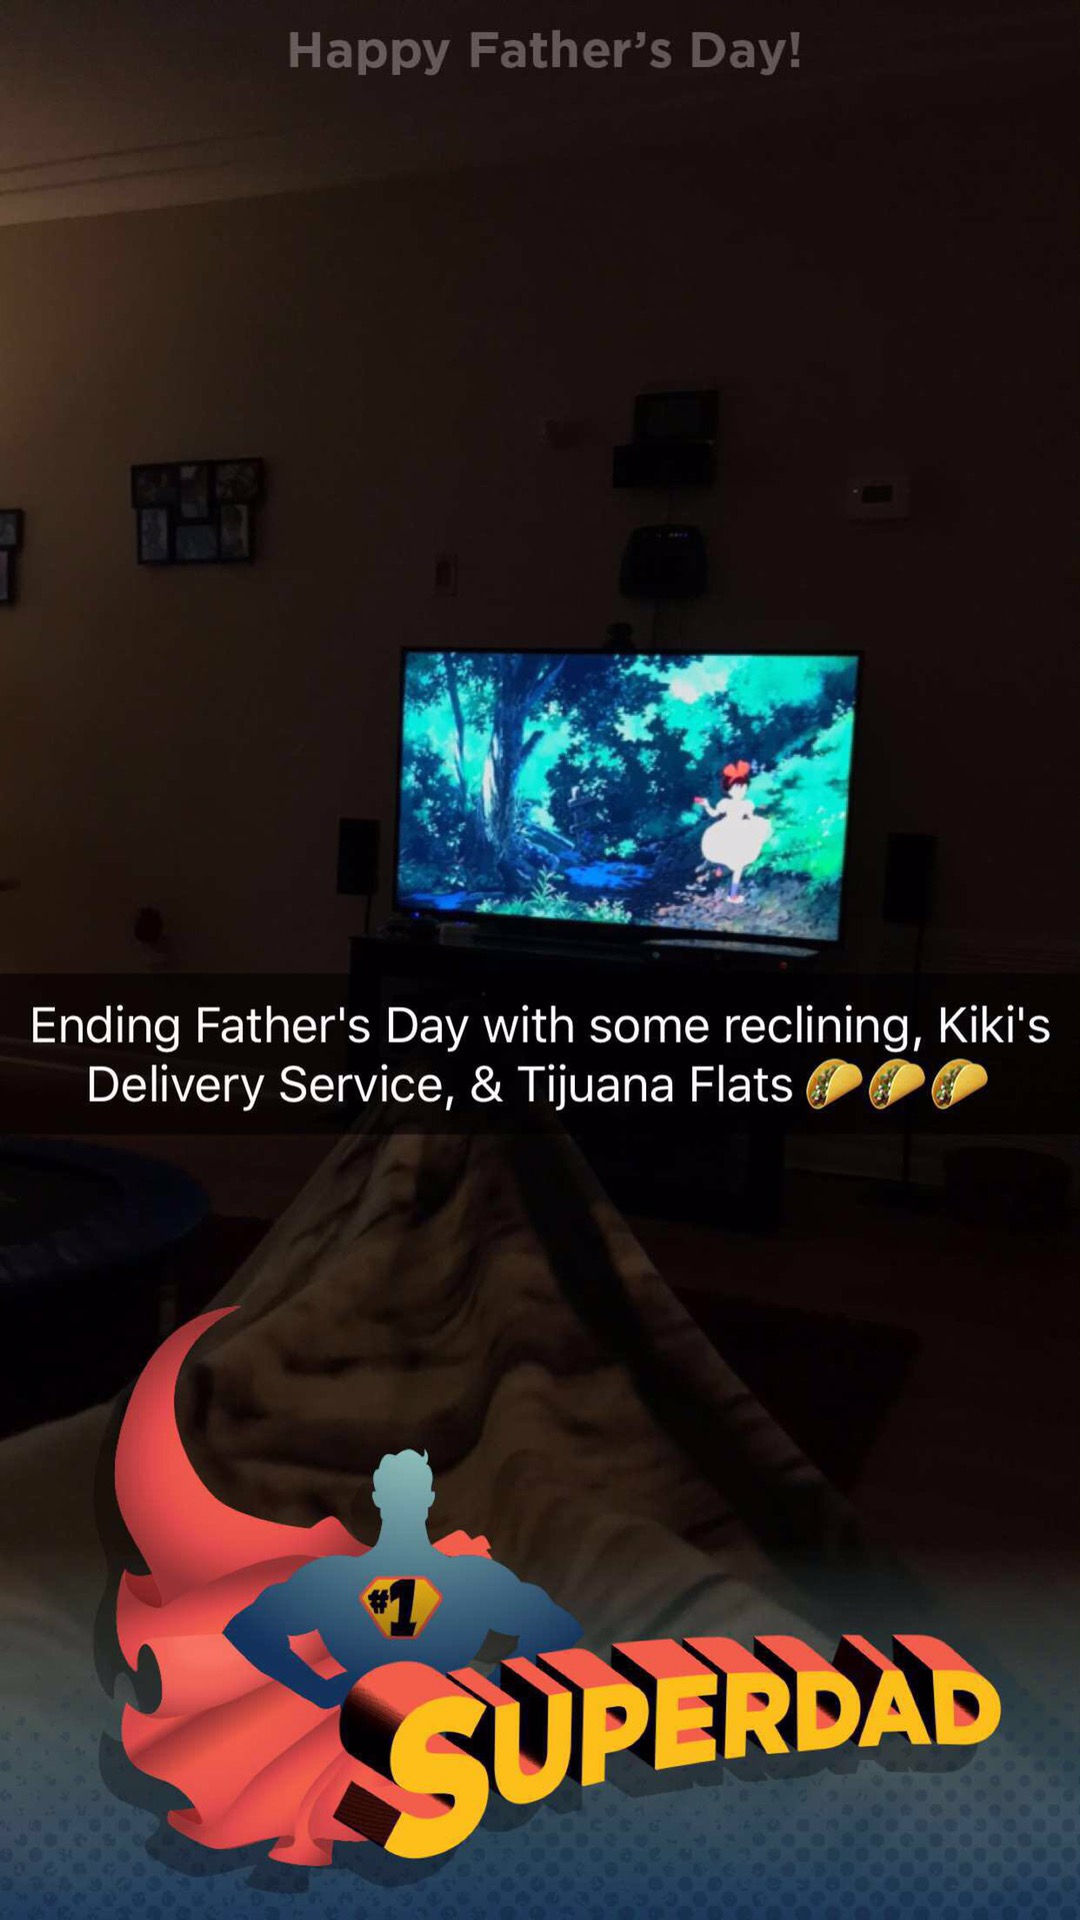 Happy Father’s Day!
Ending Father's Day with some reclining, Kiki's
Delivery Service, & Tijuana Flats 🌮🌮🌮
#1
SUPERDAD